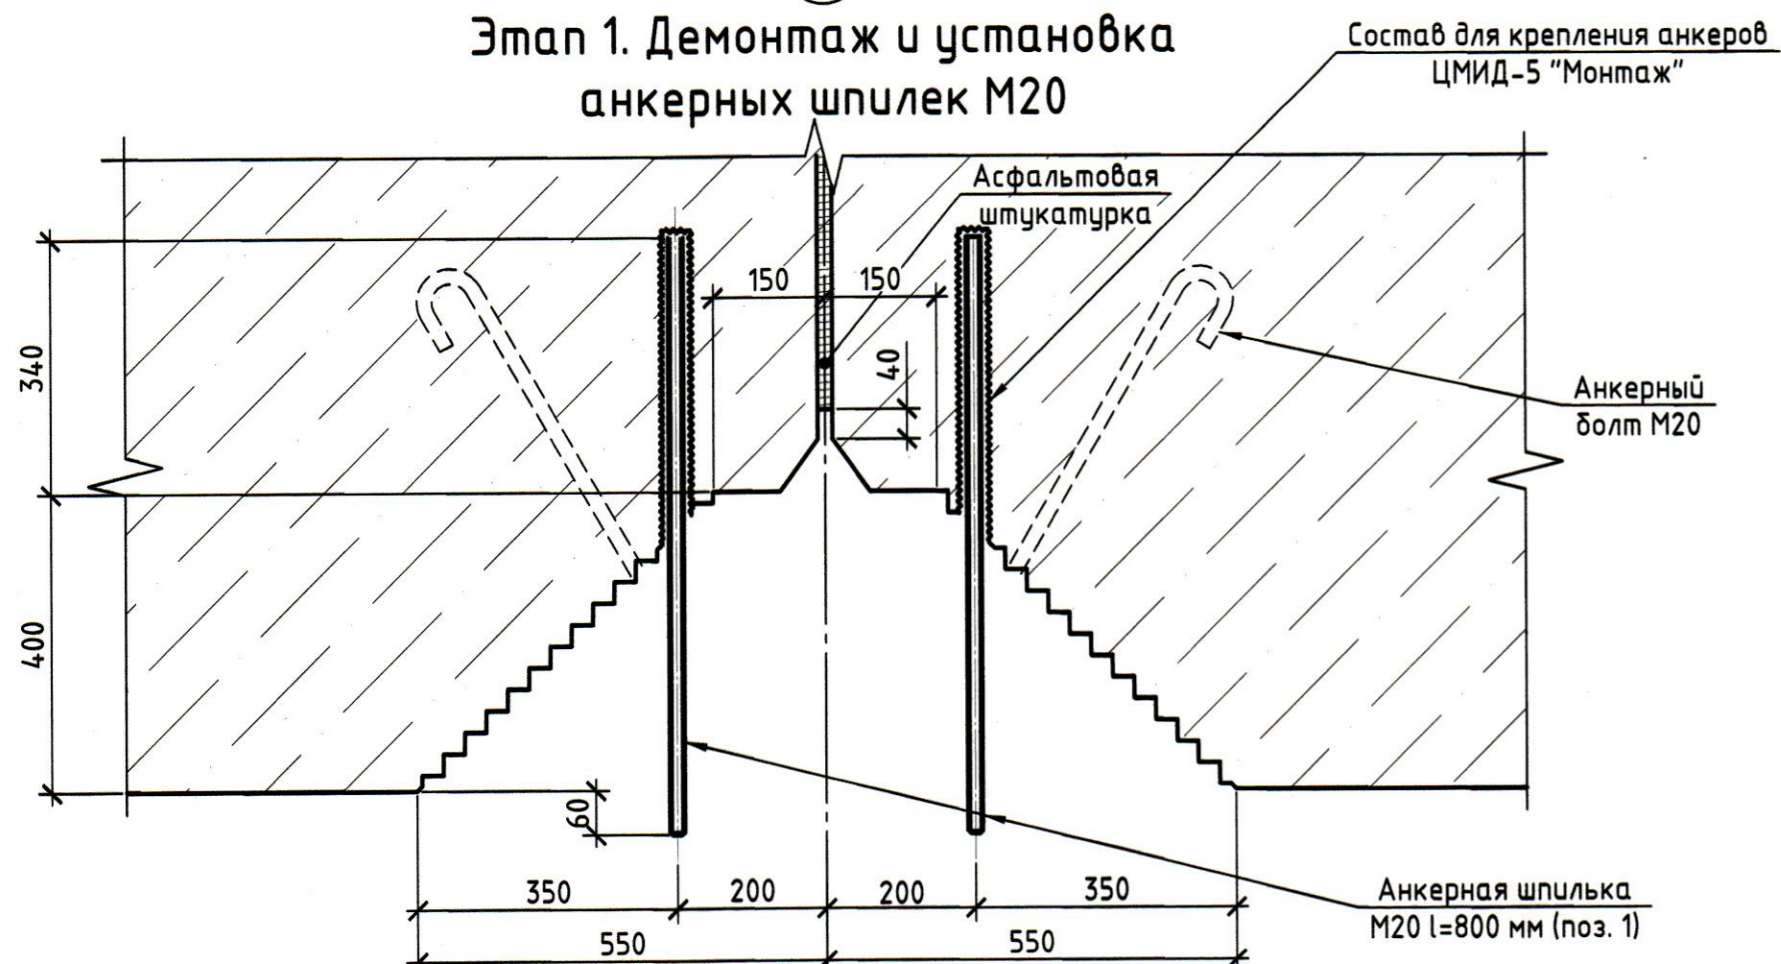 Этап 1. Демонтаж и установка
анкерных шпилек М20
Состав для крепления анкеров
ЦМИД-5 "Монтаж"
Асфальтовая
штукатурка
150
150
40
340
Анкерный
болт М20
400
60
350
200
200
350
Анкерная шпилька
М20 l=800 мм (поз. 1)
550
550